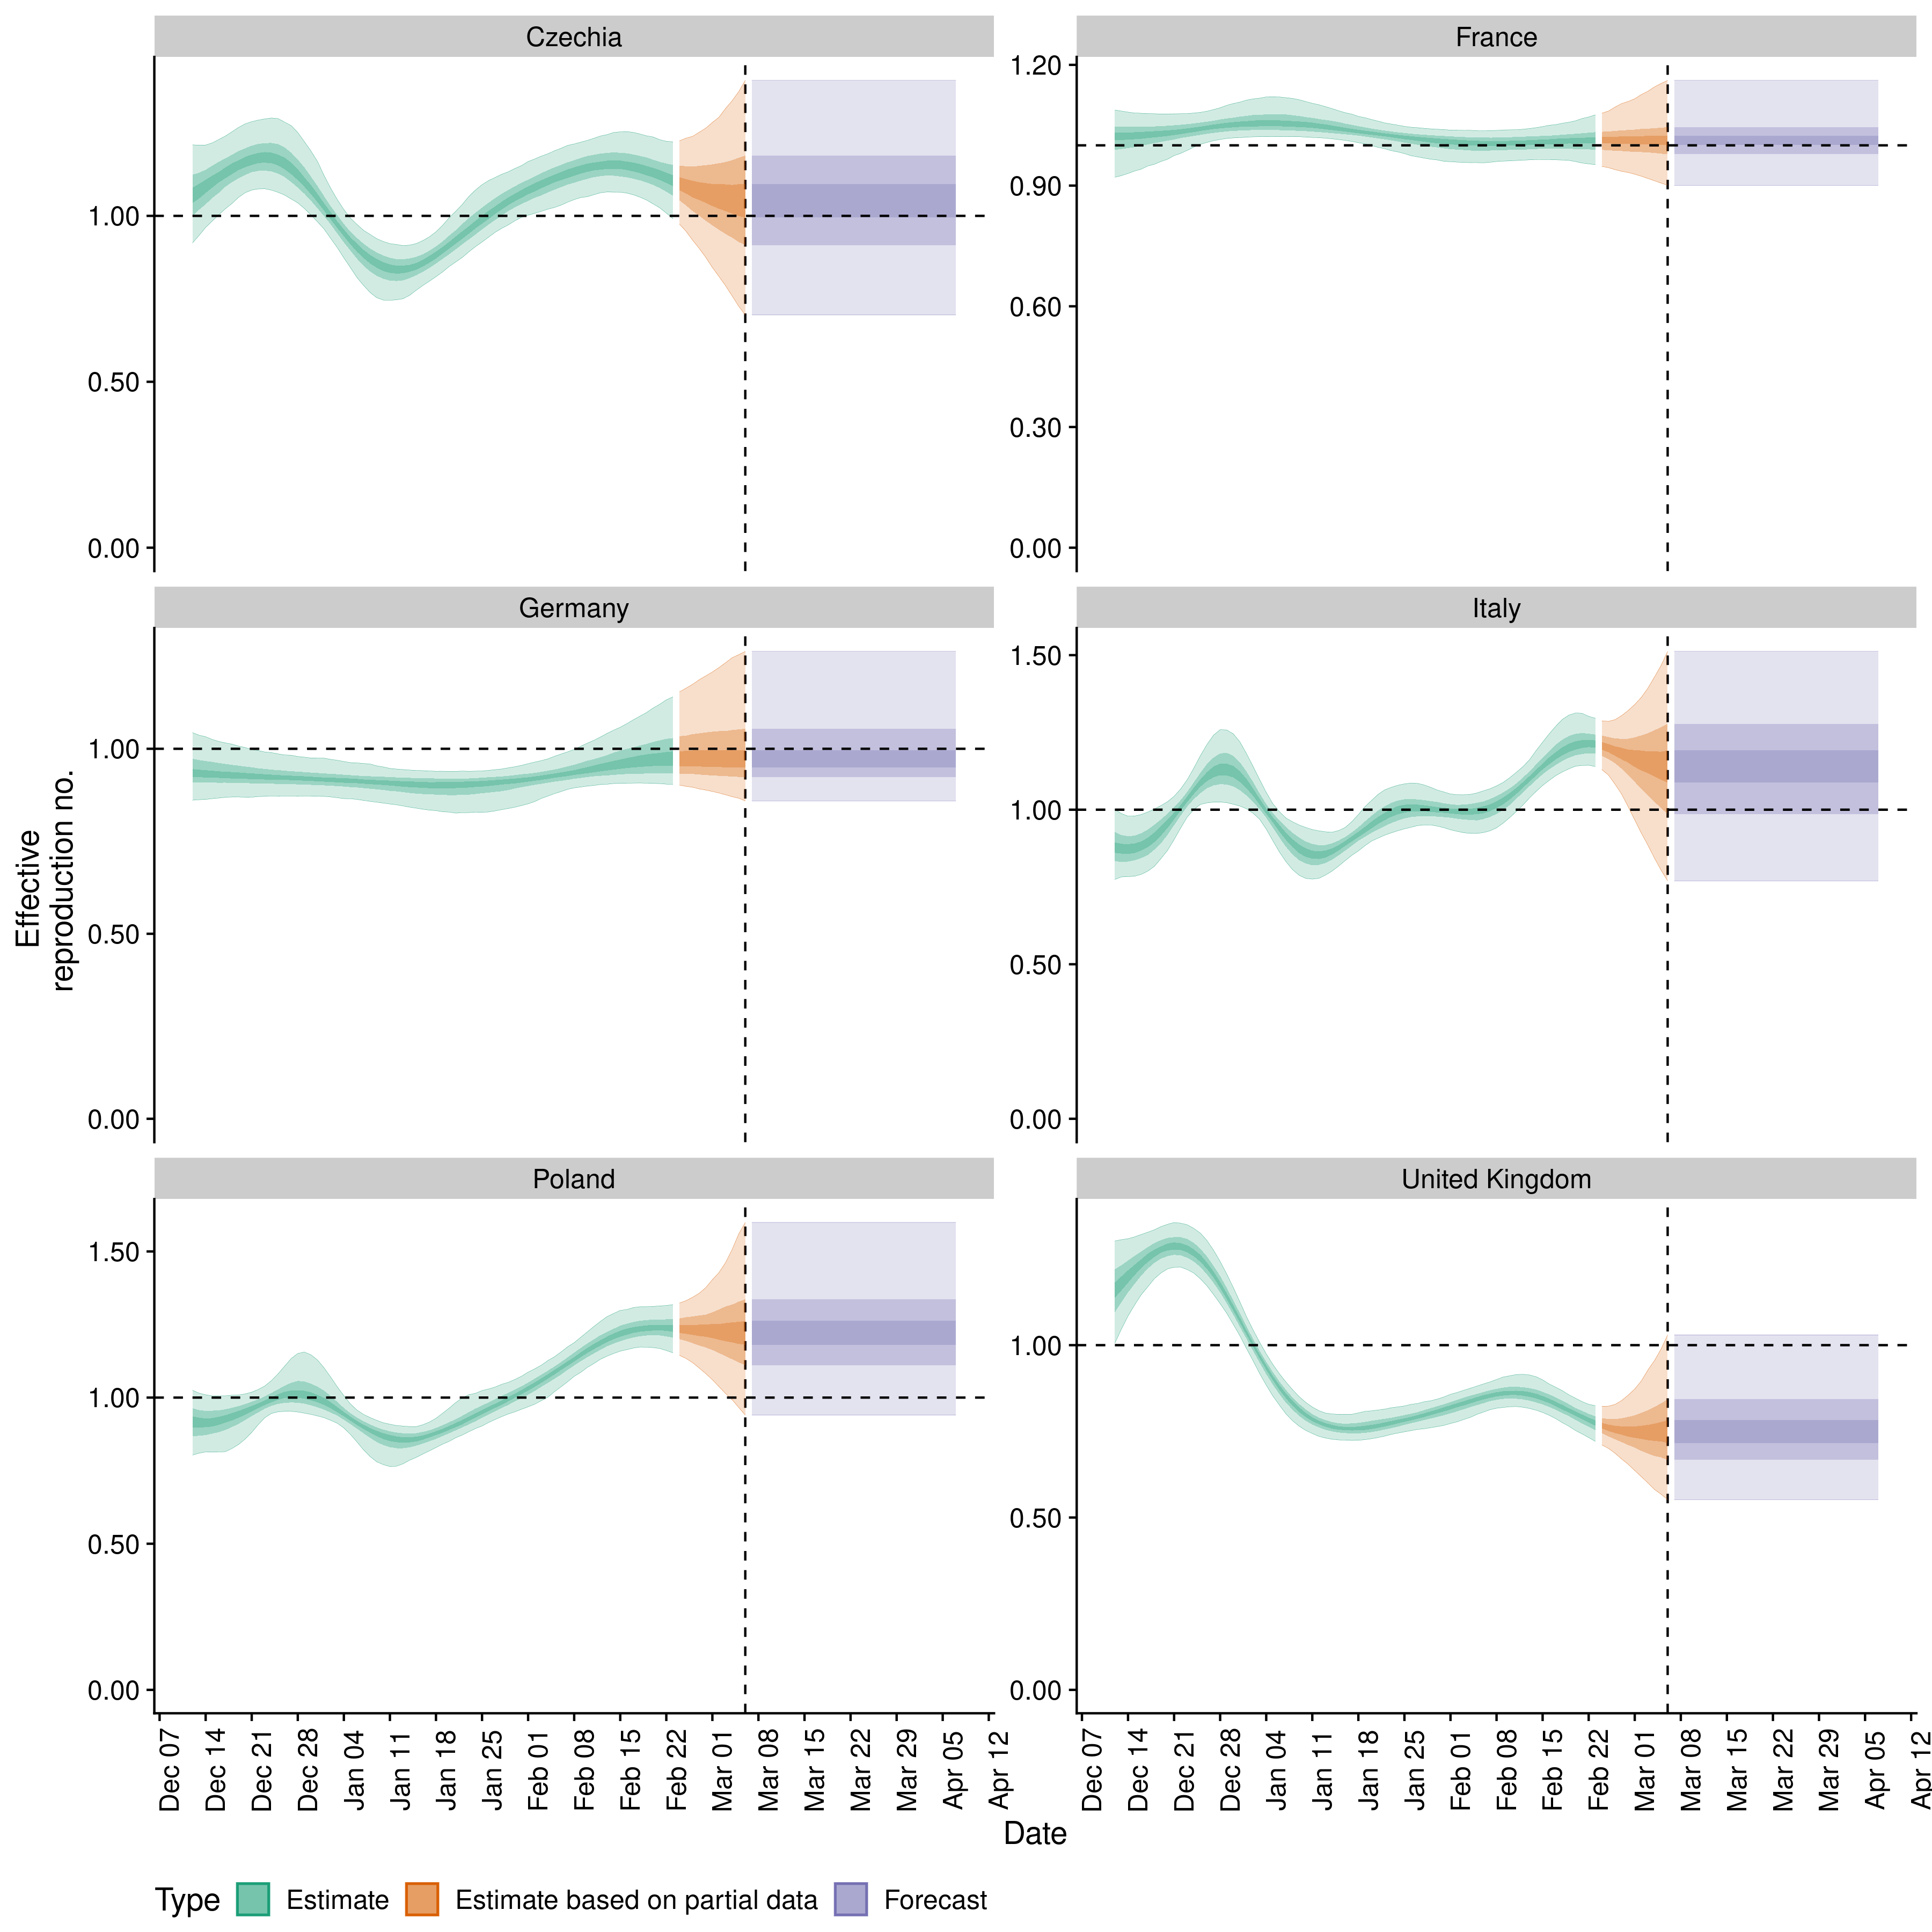 Czechia
France
1.00
0.50
0.00
1.20
0.90
0.60
0.30
0.00
Germany
Italy
1.00
0.50
0.00
1.50
1.00
0.50
0.00
Effective
reproduction no.
Poland
United Kingdom
1.50
1.00
0.50
0.00
1.00
0.50
0.00
Dec 07
Dec 14
Dec 21
Dec 28
Jan 04
Jan 11
Jan 18
Jan 25
Feb 01
Feb 08
Feb 15
Feb 22
Mar 01
Mar 08
Mar 15
Mar 22
Mar 29
Apr 05
Apr 12
Dec 07
Dec 14
Dec 21
Dec 28
Jan 04
Jan 11
Jan 18
Jan 25
Feb 01
Feb 08
Feb 15
Feb 22
Mar 01
Mar 08
Mar 15
Mar 22
Mar 29
Apr 05
Apr 12
Date
Type Estimate Estimate based on partial data Forecast